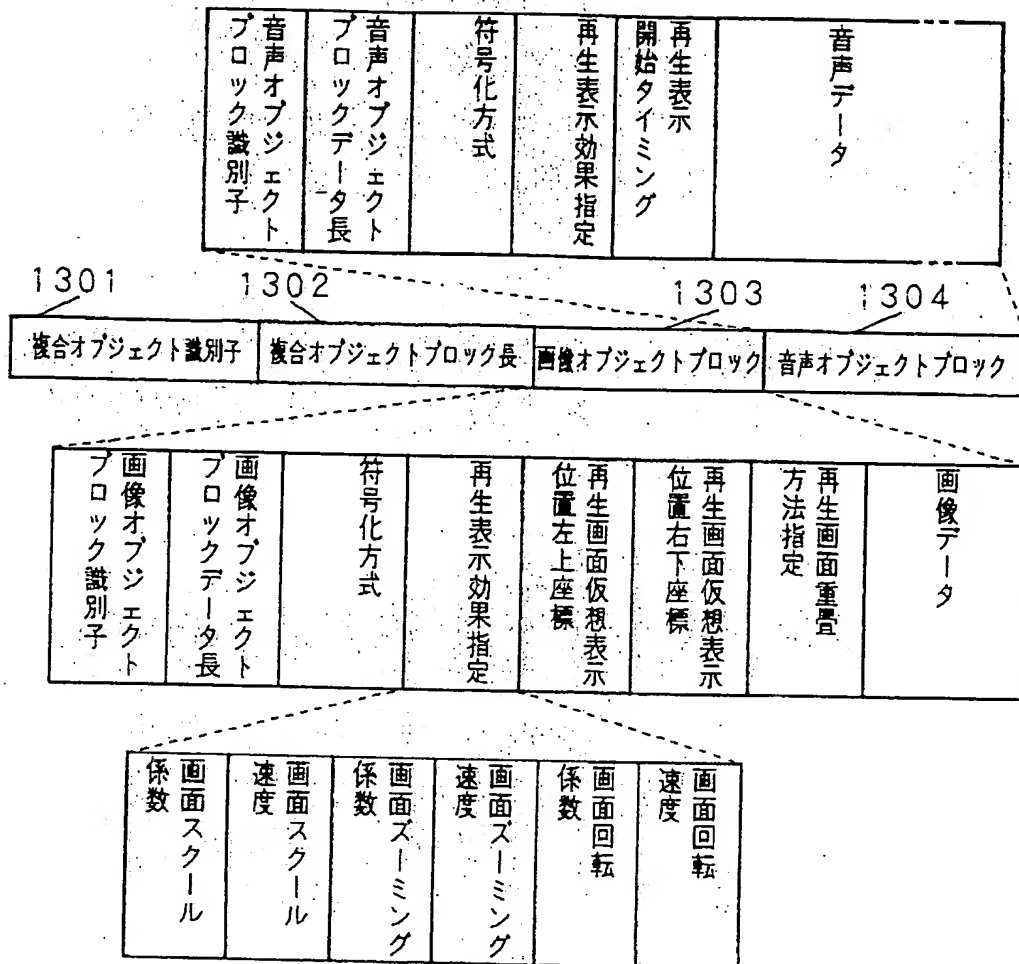 音声オブジェクト
ブロック識別子
音声オブジェクト
ブロックデータ長
符号化方式
再生表示効果指定
再生表示
開始タイミング
音声データ
1301
1302
1303
1304
複合オブジェクト識別子
複合オブジェクトブロック長
画像オブジェクトブロック
音声オブジェクトブロック
画像オブジェクト
ブロック識別子
画像オブジェクト
ブロックデータ長
符号化方式
再生表示効果指定
再生画面仮想表示
位置左上座標
再生画面仮想表示
位置右下座標
再生画面重畳
方法指定
画像データ
画面スクール
係数
画面スクール
速度
画面ズーミング
係数
画面ズーミング
速度
画面回転
係数
画面回転
速度